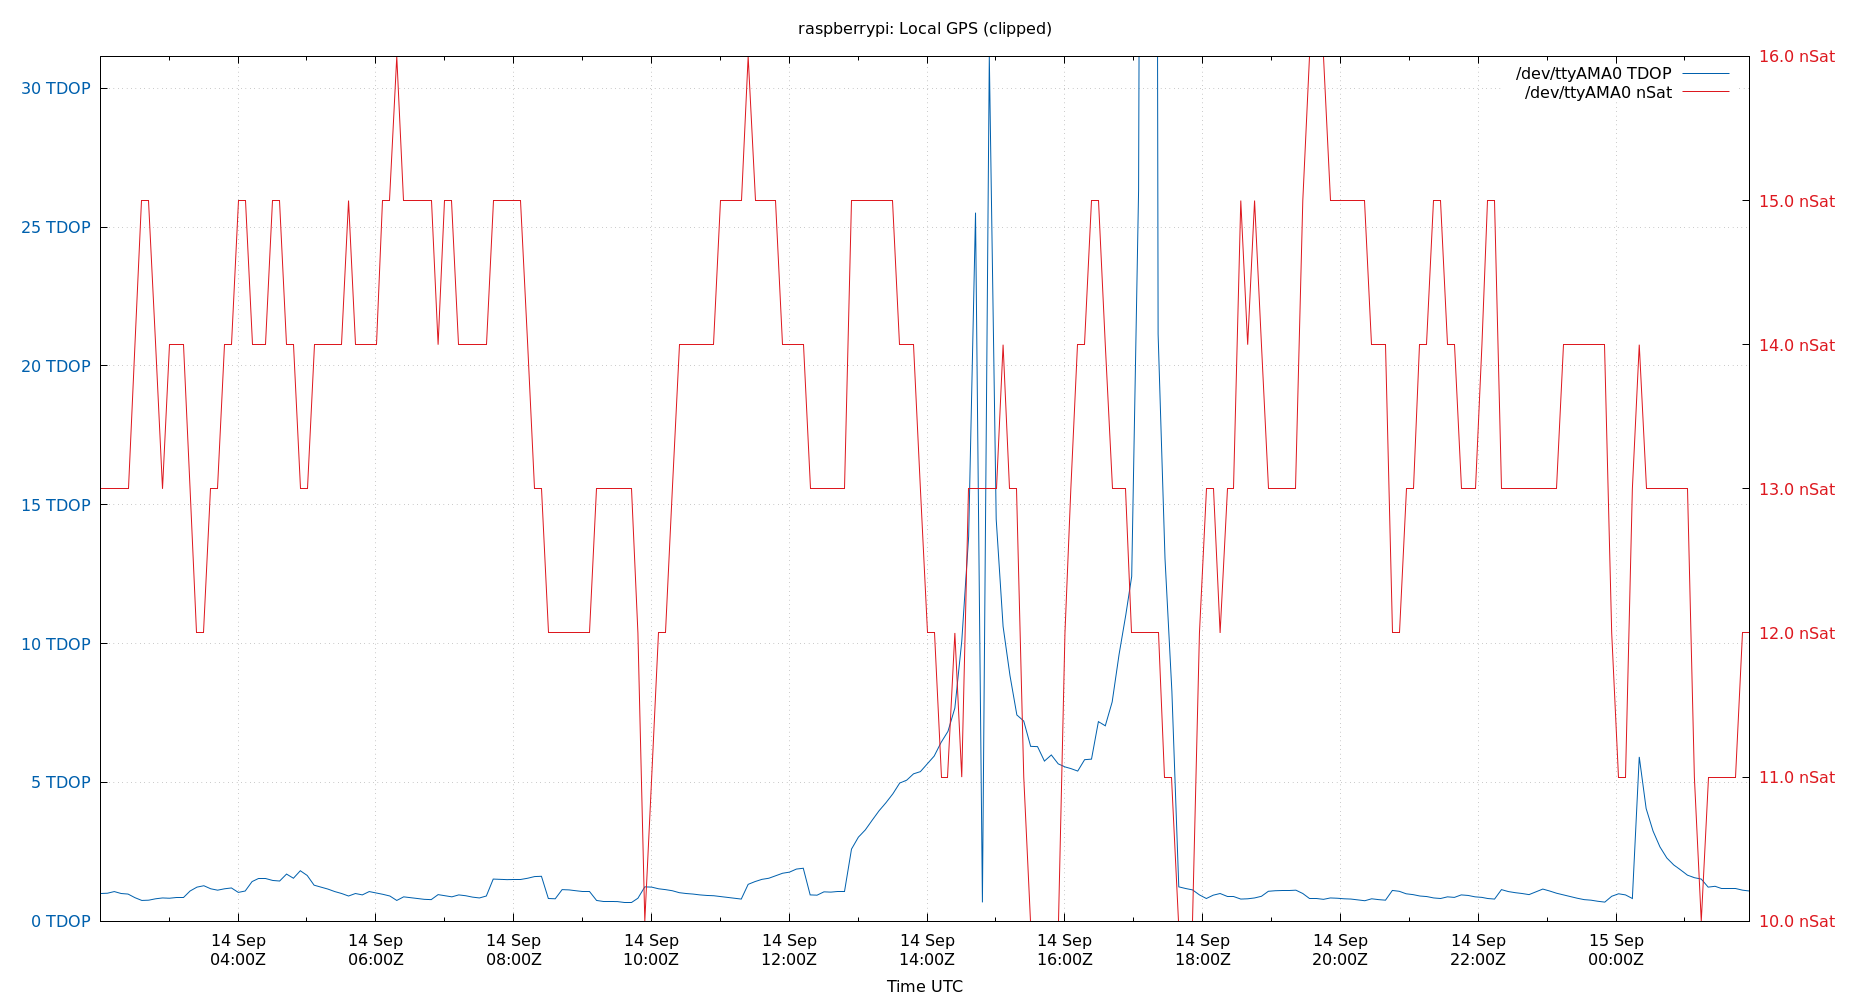 raspberrypi: Local GPS (clipped)
/dev/ttyAMA0 TDOP
/dev/ttyAMA0 nSat
30 TDOP
25 TDOP
20 TDOP
15 TDOP
10 TDOP
5 TDOP
0 TDOP
16.0 nSat
15.0 nSat
14.0 nSat
13.0 nSat
12.0 nSat
11.0 nSat
10.0 nSat
14 Sep
04:00Z
14 Sep
06:00Z
14 Sep
08:00Z
14 Sep
10:00Z
14 Sep
12:00Z
14 Sep
14:00Z
14 Sep
16:00Z
14 Sep
18:00Z
14 Sep
20:00Z
14 Sep
22:00Z
15 Sep
00:00Z
Time UTC